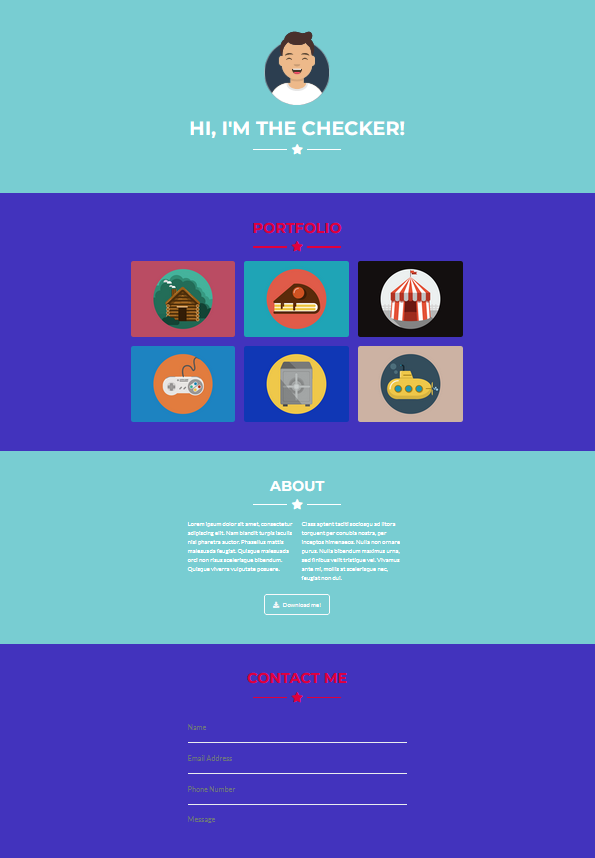 HI, I'M THE CHECKER!
PORTFOLIO
ABOUT
Lorem ipsum dolor sit amet, consectetur
adipiscing elit. Nam blandit turpis iaculis
nisl pharetra auctor. Phasellus mattis
malesuada feugiat. Quisque malesuada
orci non risus scelerisque bibendum.
Quisque viverra vulputate posuere.
Class aptent taciti sociosqu ad litora
torquent per conubia nostra, per
inceptos himenaeos. Nulla non ornare
purus. Nulla bibendum maximus urna,
sed finibus velit tristique vel. Vivamus
ante mi, mollis at scelerisque nec,
feugiat non dui.
Download me!
CONTACT ME
Name
Email Address
Phone Number
Message